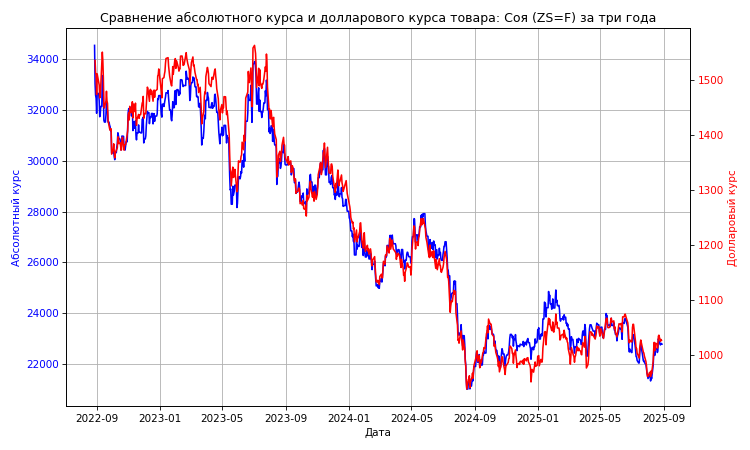 Сравнение абсолютного курса и долларового курса товара: Соя (ZS=F) за три года
34000
32000
30000
28000
26000
24000
22000
Абсолютный курс
1500
1400
1300
1200
1100
1000
Долларовый курс
2022-09 2023-01 2023-05 2023-09 2024-01 2024-05 2024-09 2025-01 2025-05 2025-09
Дата